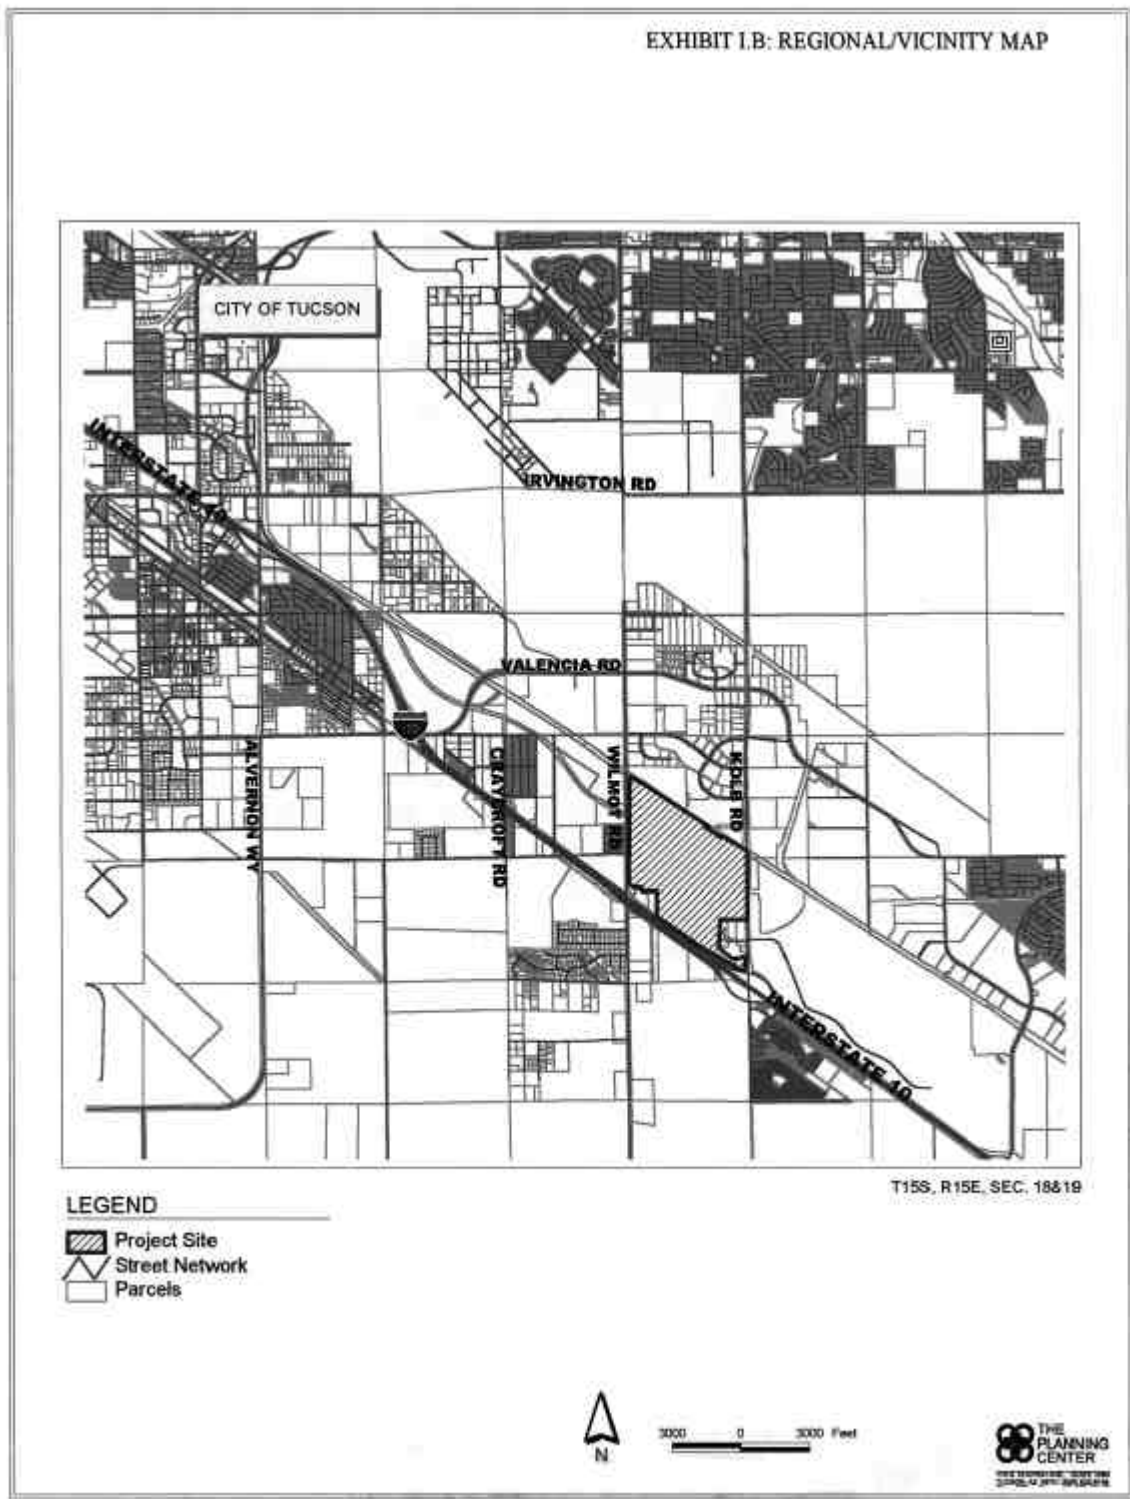 EXHIBIT I.B: REGIONAL/VICINITY MAP
CITY OF TUCSON
INTERSTATE 10
IRVINGTON RD
VALENCIA RD
ALVERNON WY
CRAYCROFT RD
WILMOT RD
KOLB RD
INTERSTATE 10
T15S, R15E, SEC. 18&19
LEGEND
Project Site
Street Network
Parcels
N
3000 0 3000 Feet
THE
PLANNING
CENTER